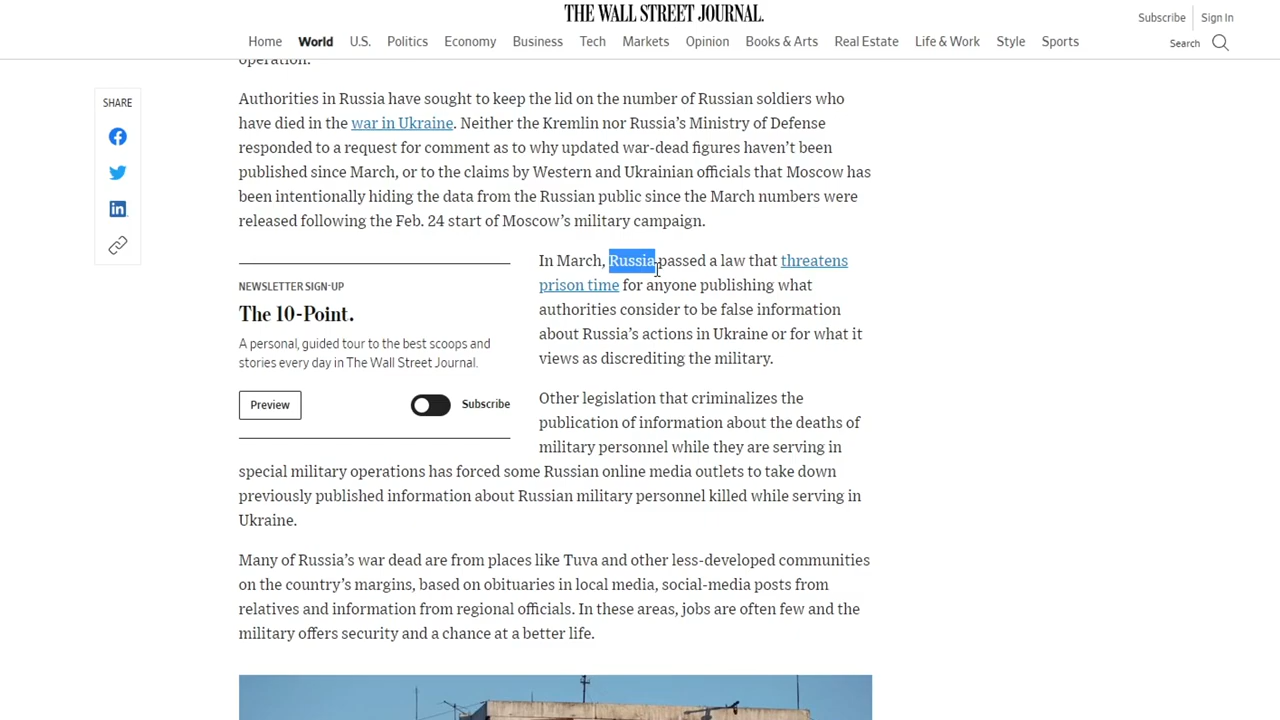 THE WALL STREET JOURNAL.
Subscribe Sign In
Home World U.S. Politics Economy Business Tech Markets Opinion Books & Arts Real Estate Life & Work Style Sports
Search
operation.
SHARE
Authorities in Russia have sought to keep the lid on the number of Russian soldiers who
have died in the war in Ukraine. Neither the Kremlin nor Russia’s Ministry of Defense
responded to a request for comment as to why updated war-dead figures haven’t been
published since March, or to the claims by Western and Ukrainian officials that Moscow has
been intentionally hiding the data from the Russian public since the March numbers were
released following the Feb. 24 start of Moscow’s military campaign.
NEWSLETTER SIGN-UP
The 10-Point.
A personal, guided tour to the best scoops and
stories every day in The Wall Street Journal.
Preview
Subscribe
In March, Russia passed a law that threatens
prison time for anyone publishing what
authorities consider to be false information
about Russia’s actions in Ukraine or for what it
views as discrediting the military.
Other legislation that criminalizes the
publication of information about the deaths of
military personnel while they are serving in
special military operations has forced some Russian online media outlets to take down
previously published information about Russian military personnel killed while serving in
Ukraine.
Many of Russia’s war dead are from places like Tuva and other less-developed communities
on the country’s margins, based on obituaries in local media, social-media posts from
relatives and information from regional officials. In these areas, jobs are often few and the
military offers security and a chance at a better life.